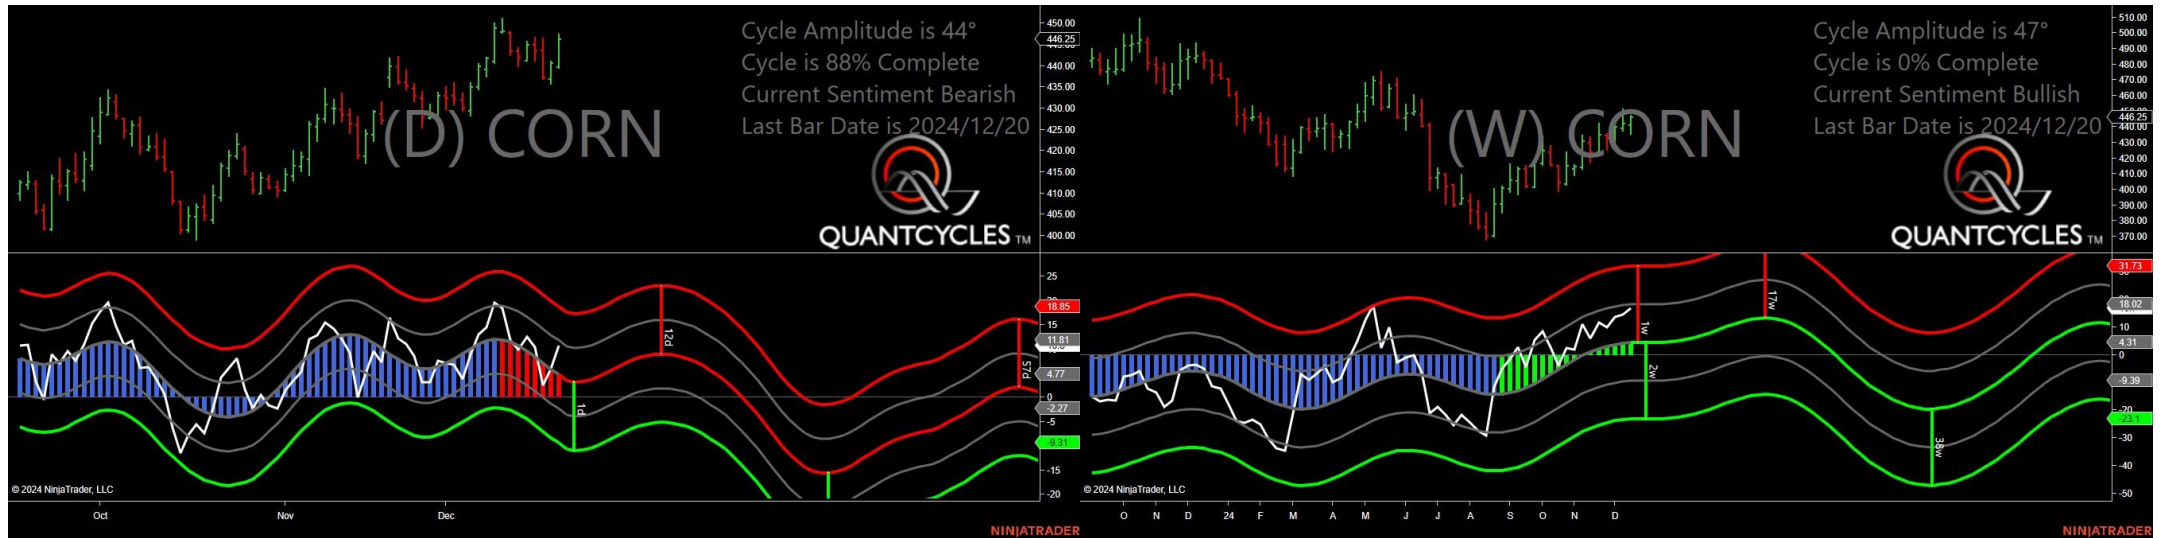 Cycle Amplitude is 44°
Cycle is 88% Complete
Current Sentiment Bearish
Last Bar Date is 2024/12/20
(D) CORN
QUANTCYCLES TM
450.00
446.25
440.00
435.00
430.00
425.00
420.00
415.00
410.00
405.00
400.00
25
18.85
15
11.81
4.77
0
-2.27
-5
-9.31
-15
-20
12d
57d
1d
© 2024 NinjaTrader, LLC
Oct Nov Dec
NINJATRADER
Cycle Amplitude is 47°
Cycle is 0% Complete
Current Sentiment Bullish
Last Bar Date is 2024/12/20
(W) CORN
QUANTCYCLES TM
510.00
500.00
490.00
480.00
470.00
460.00
446.25
440.00
430.00
420.00
410.00
400.00
390.00
380.00
370.00
31.73
18.02
10
4.31
0
-9.39
-20
-23.1
-30
-40
-50
17w
1w
2w
38w
© 2024 NinjaTrader, LLC
O N D 24 F M A M J J A S O N D
NINJATRADER